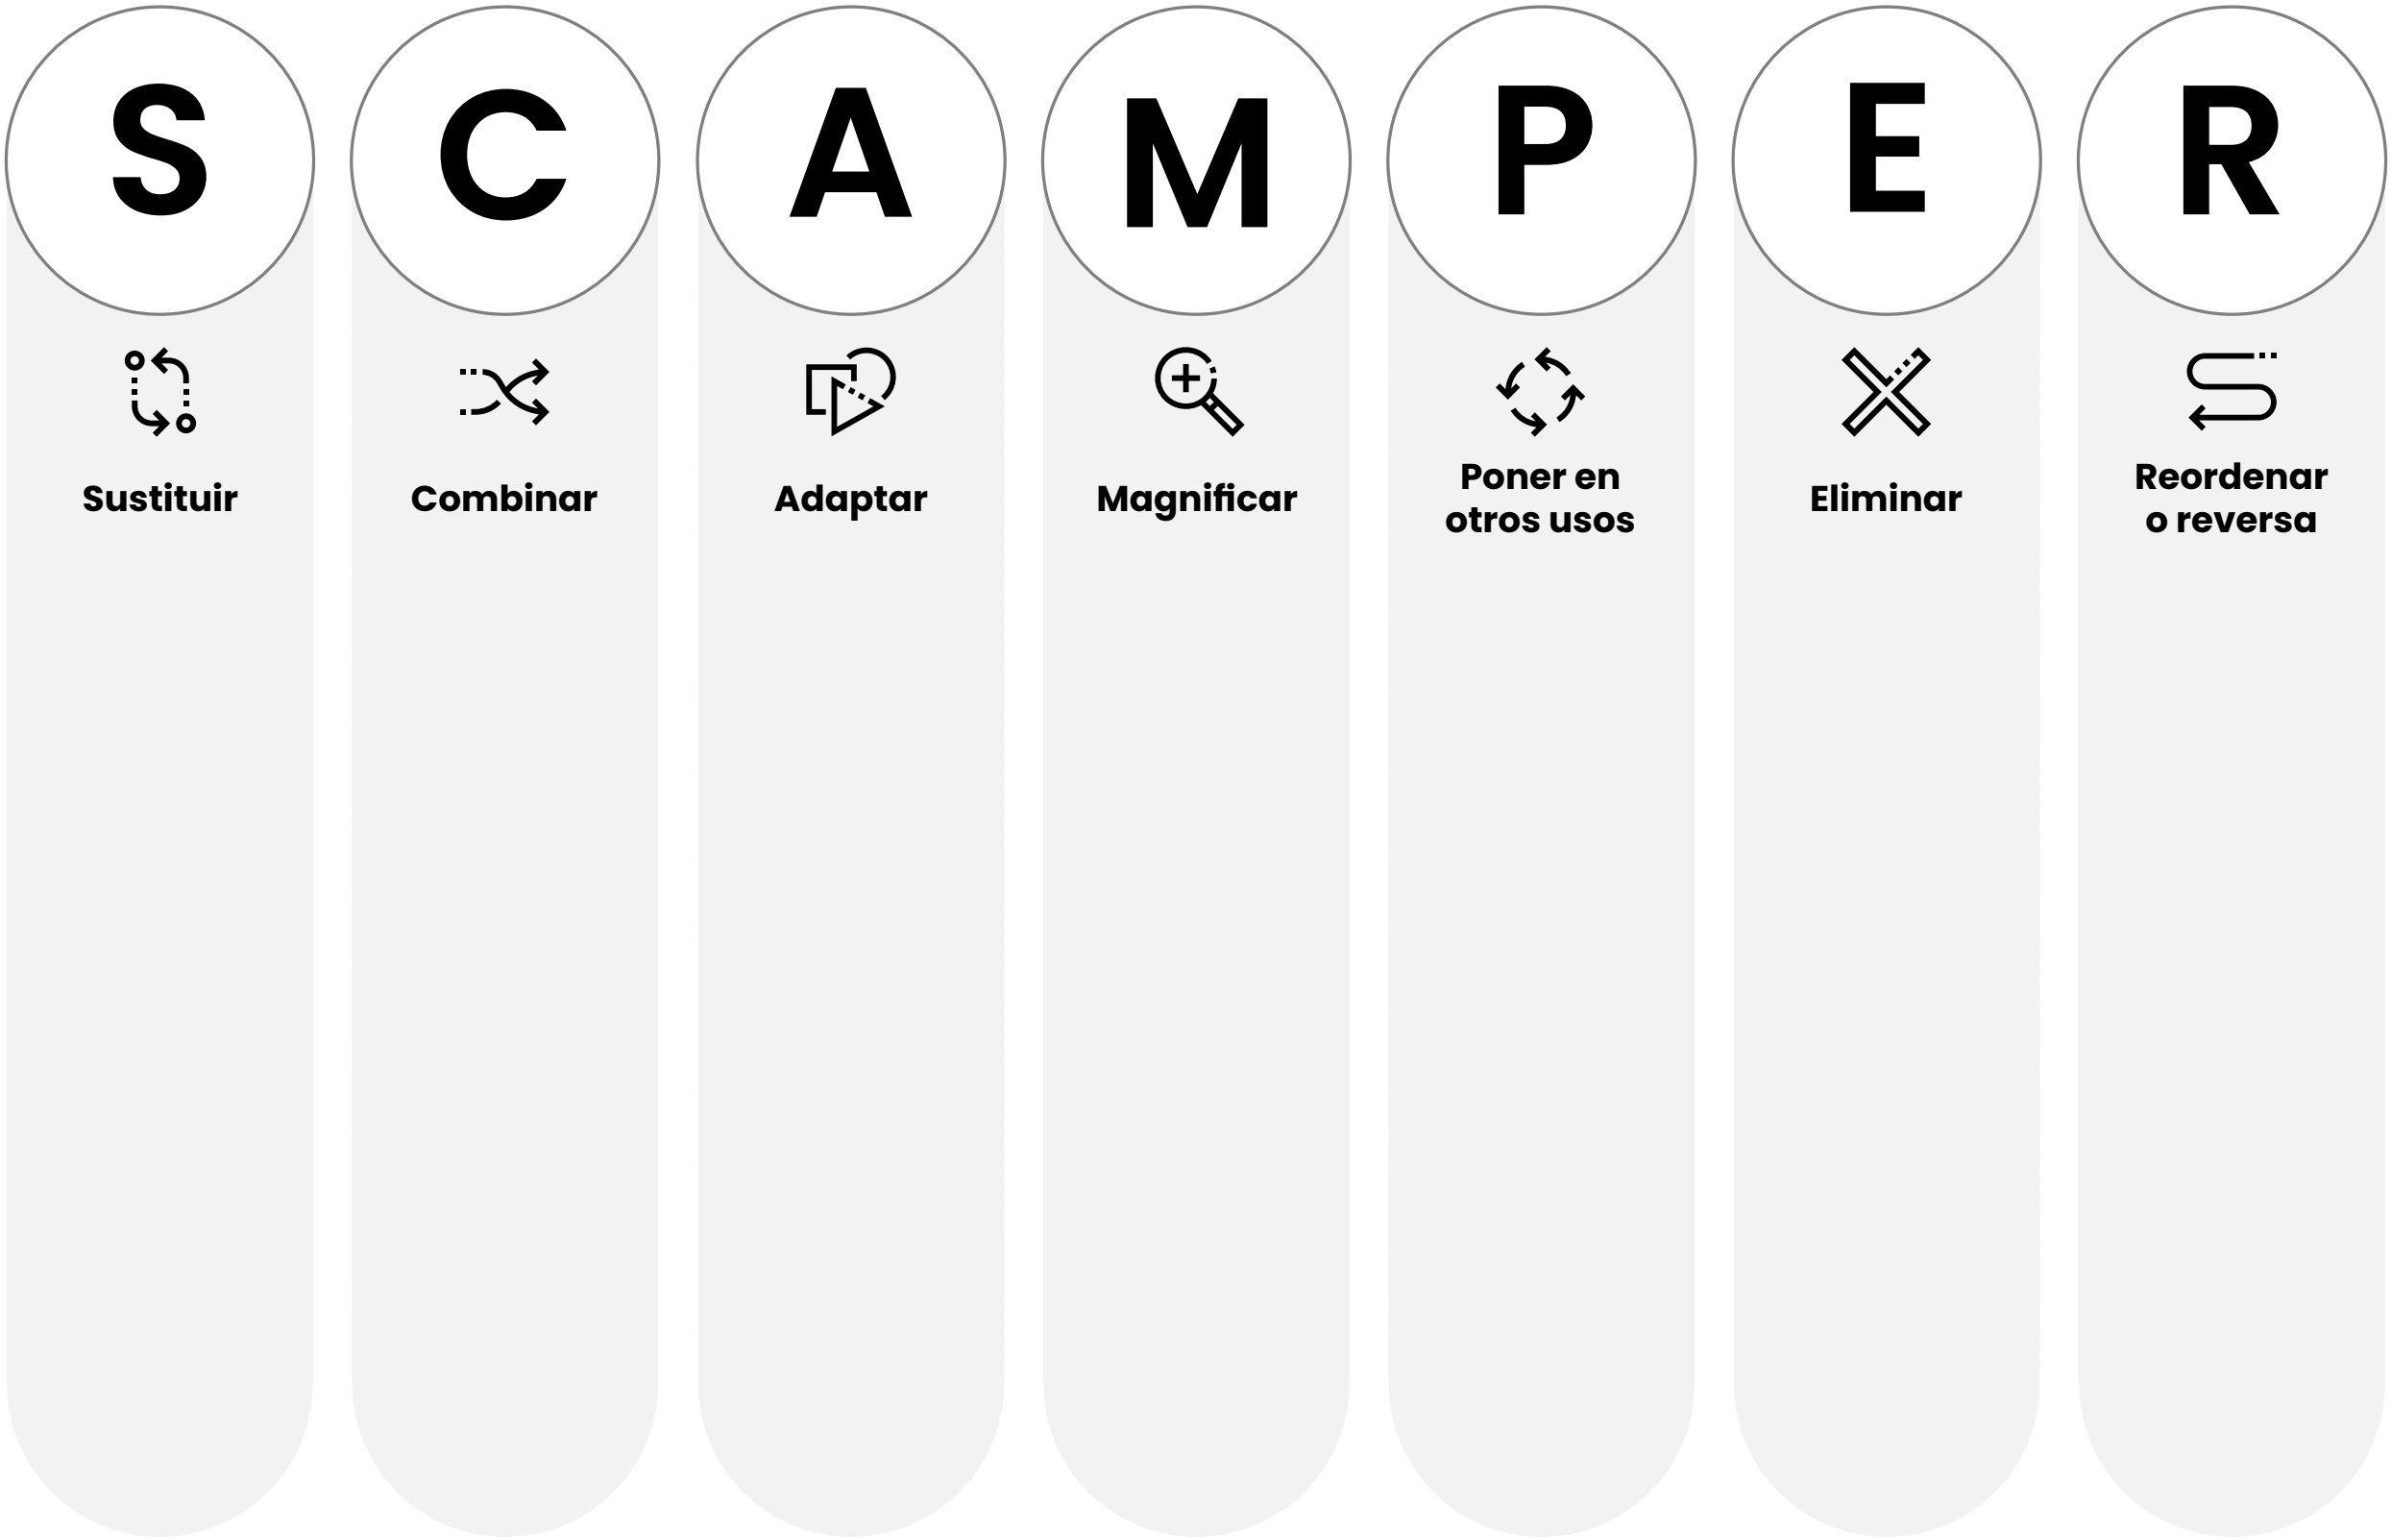 S
C
A
M
P
E
R
Sustituir
Combinar
Adaptar
Magnificar
Poner en
otros usos
Eliminar
Reordenar
o reversa